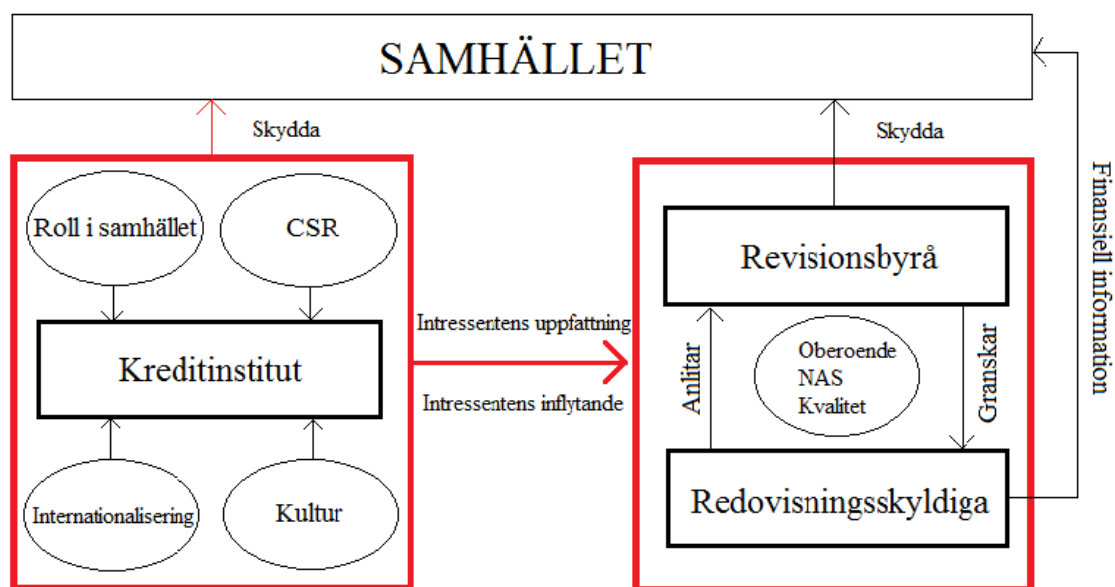 SAMHÄLLET
Skydda
Skydda
Roll i samhället
CSR
Kreditinstitut
Internationalisering
Kultur
Intressentens uppfattning
Intressentens inflytande
Revisionsbyrå
Anlitar
Oberoende
NAS
Kvalitet
Granskar
Redovisningsskyldiga
Finansiell information